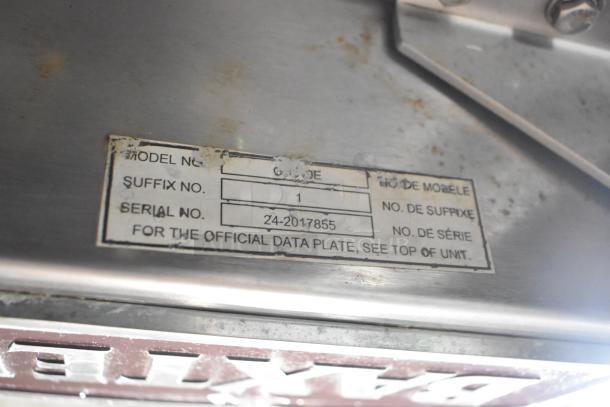 MODEL NO. NO. DE MODÈLE
SUFFIX NO. 1 NO. DE SUFFIXE
SERIAL NO. 24-2017855 NO. DE SÉRIE
FOR THE OFFICIAL DATA PLATE, SEE TOP OF UNIT.
BAXTER